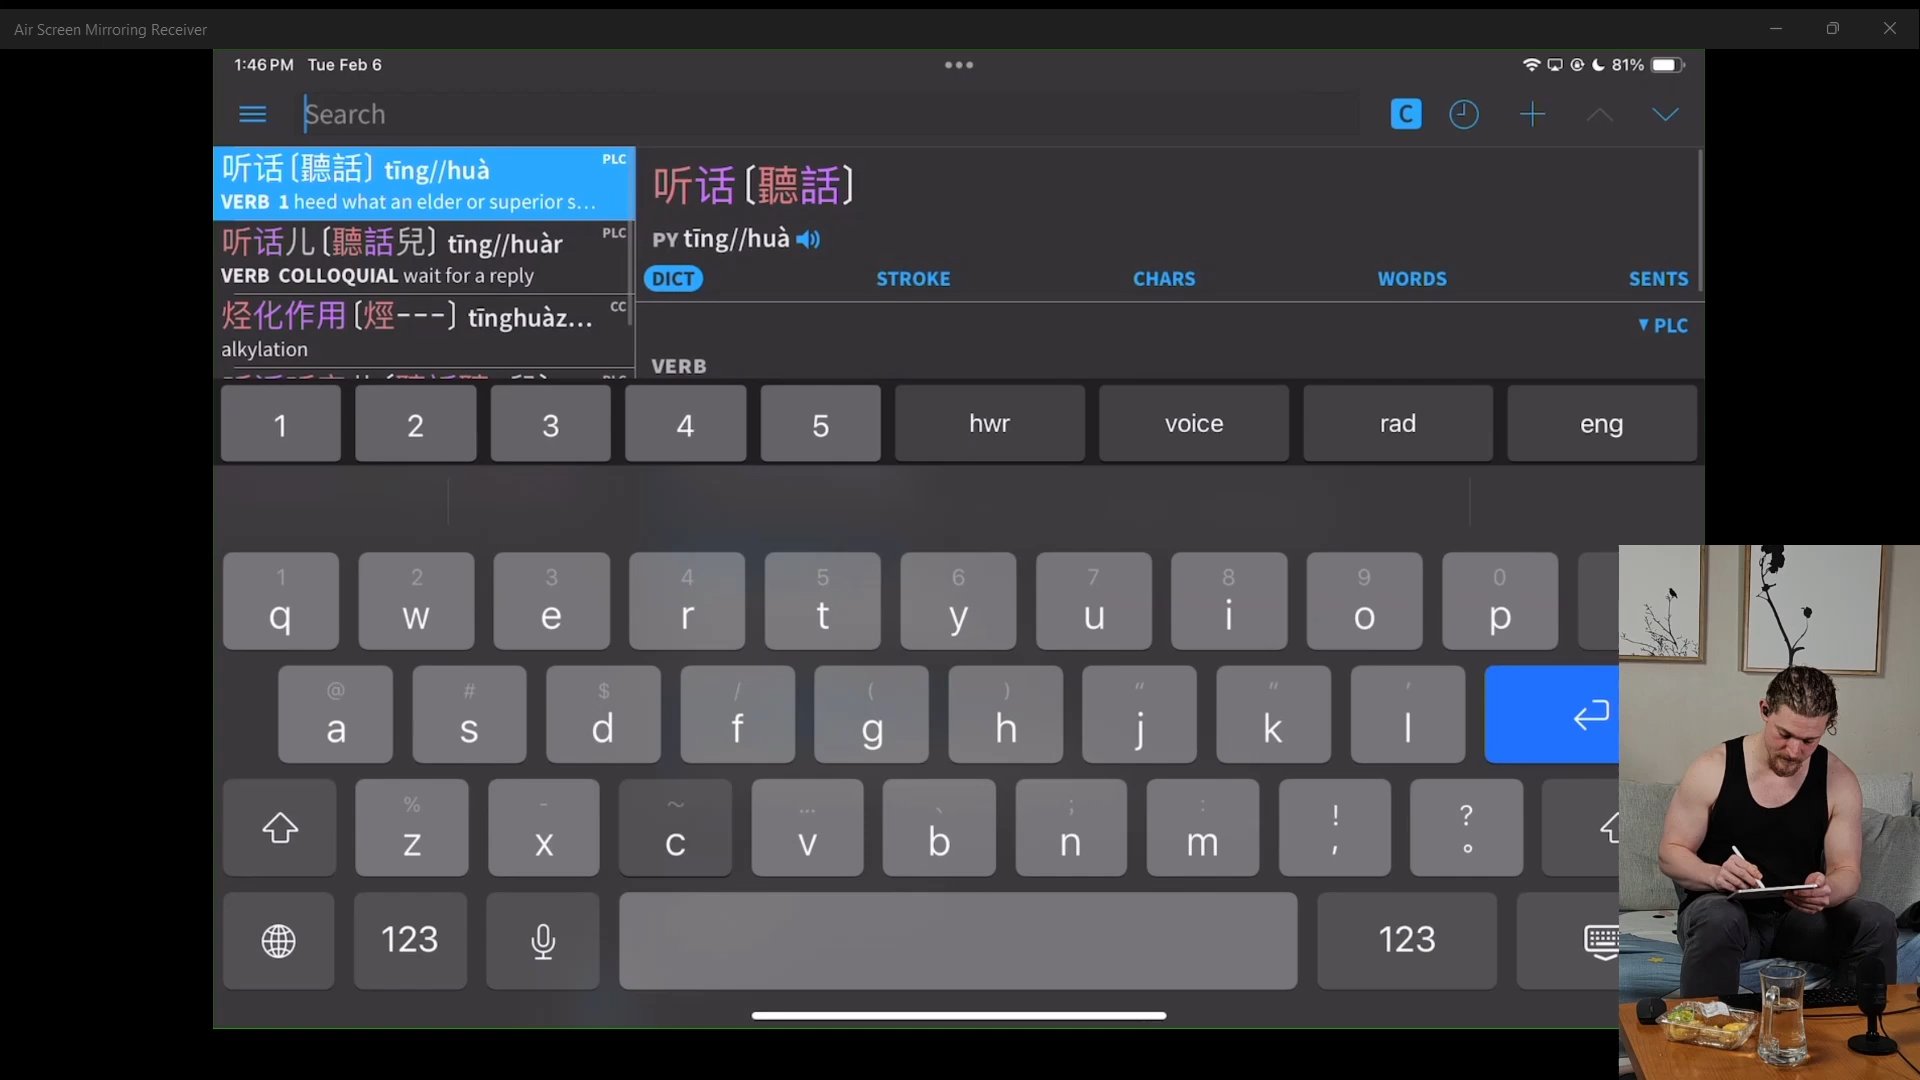 Air Screen Mirroring Receiver
1:46 PM Tue Feb 6
81%
Search
C
听话〔聽話〕 tīng//huà PLC
VERB 1 heed what an elder or superior s...
听话儿〔聽話兒〕 tīng//huàr PLC
VERB COLLOQUIAL wait for a reply
烃化作用〔烴---〕 tīnghuàz... CC
alkylation
听话〔聽話〕
PY tīng//huà
DICT STROKE CHARS WORDS SENTS
▼ PLC
VERB
1 2 3 4 5 hwr voice rad eng
1 2 3 4 5 6 7 8 9 0
q w e r t y u i o p
@ # $ / ( ) “ “ ‘
a s d f g h j k l
% - ~ ... 、 ; : ! ?
z x c v b n m , 。
123 123